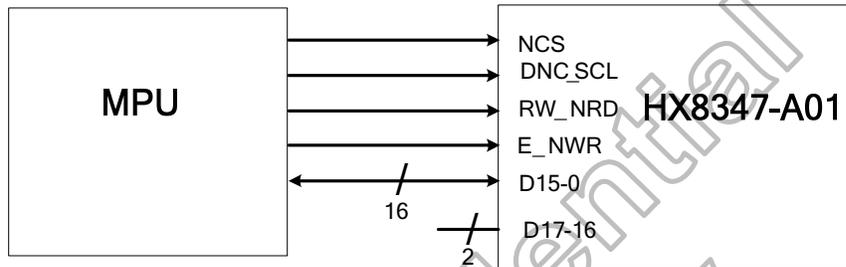 MPU
NCS
DNC_SCL
RW_NRD
HX8347-A01
E_NWR
D15-0
16
D17-16
2